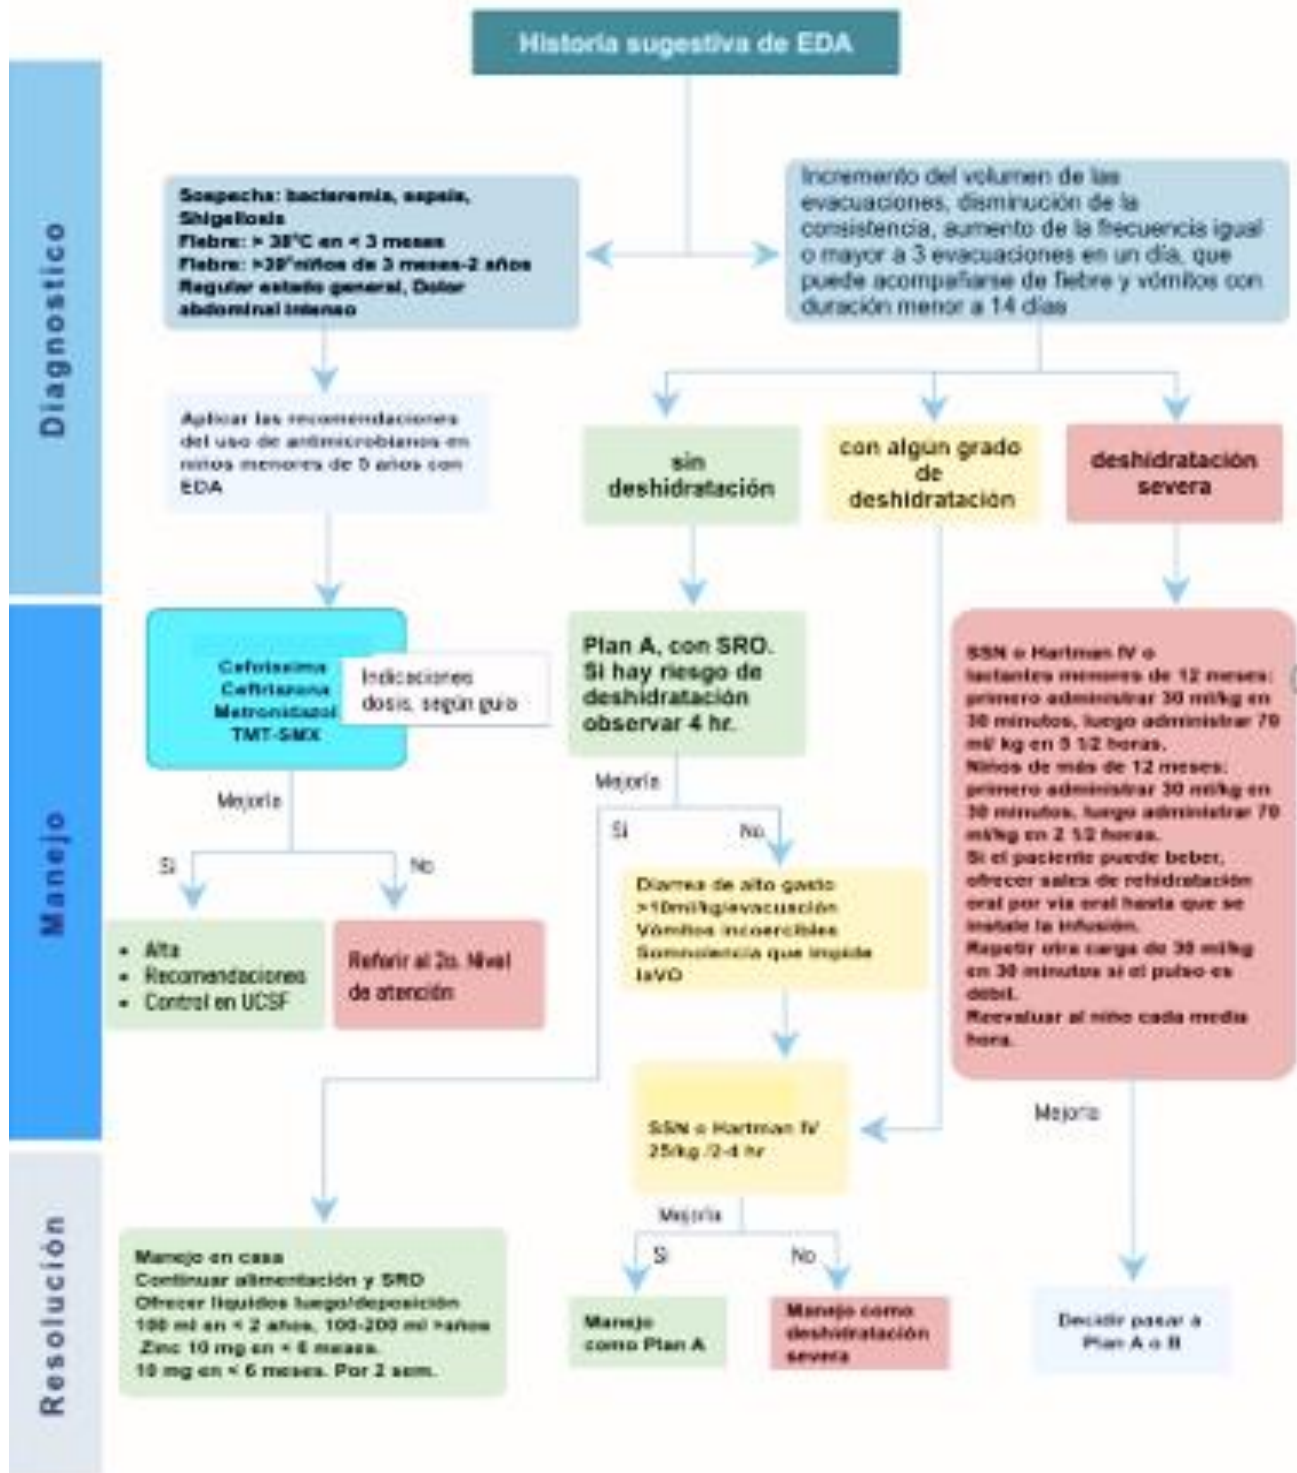 Historia sugestiva de EDA
Diagnostico
Sospecha: bacteremia, sepsis,
Shigellosis
Fiebre: > 38°C en < 3 meses
Fiebre: >39°niños de 3 meses-2 años
Regular estado general, Dolor
abdominal intenso
Incremento del volumen de las
evacuaciones, disminución de la
consistencia, aumento de la frecuencia igual
o mayor a 3 evacuaciones en un día, que
puede acompañarse de fiebre y vómitos con
duración menor a 14 días
Aplicar las recomendaciones
del uso de antimicrobianos en
niños menores de 5 años con
EDA
sin
deshidratación
con algún grado
de
deshidratación
deshidratación
severa
Manejo
Ceftriaxona
Metronidazol
TMT-SMX
Indicaciones
dosis, según guia
Mejoría
Si
No
• Alta
• Recomendaciones
• Control en UCSF
Referir al 2o. Nivel
de atención
Plan A, con SRO.
Si hay riesgo de
deshidratación
observar 4 hr.
Mejoría
Si
No
Diarrea de alto gasto
>10ml/kg/evacuación
Vómitos incoercibles
Somnolencia que impide
laVO
SSN o Hartman IV
25/kg /2-4 hr
SSN o Hartman IV o
lactantes menores de 12 meses:
primero administrar 30 ml/kg en
30 minutos, luego administrar 70
ml/ kg en 5 1/2 horas.
Niños de más de 12 meses:
primero administrar 30 ml/kg en
30 minutos, luego administrar 70
ml/kg en 2 1/2 horas.
Si el paciente puede beber,
ofrecer sales de rehidratación
oral por vía oral hasta que se
instale la infusión.
Repetir otra carga de 30 ml/kg
en 30 minutos si el pulso es
débil.
Reevaluar al niño cada media
hora.
Mejoría
Resolución
Manejo en casa
Continuar alimentación y SRO
Ofrecer líquidos luego/deposición
100 ml en < 2 años, 100-200 ml >años
Zinc 10 mg en < 6 meses.
10 mg en < 6 meses. Por 2 sem.
Mejoría
Si
No
Manejo
como Plan A
Manejo como
deshidratación
severa
Decidir pasar a
Plan A o B